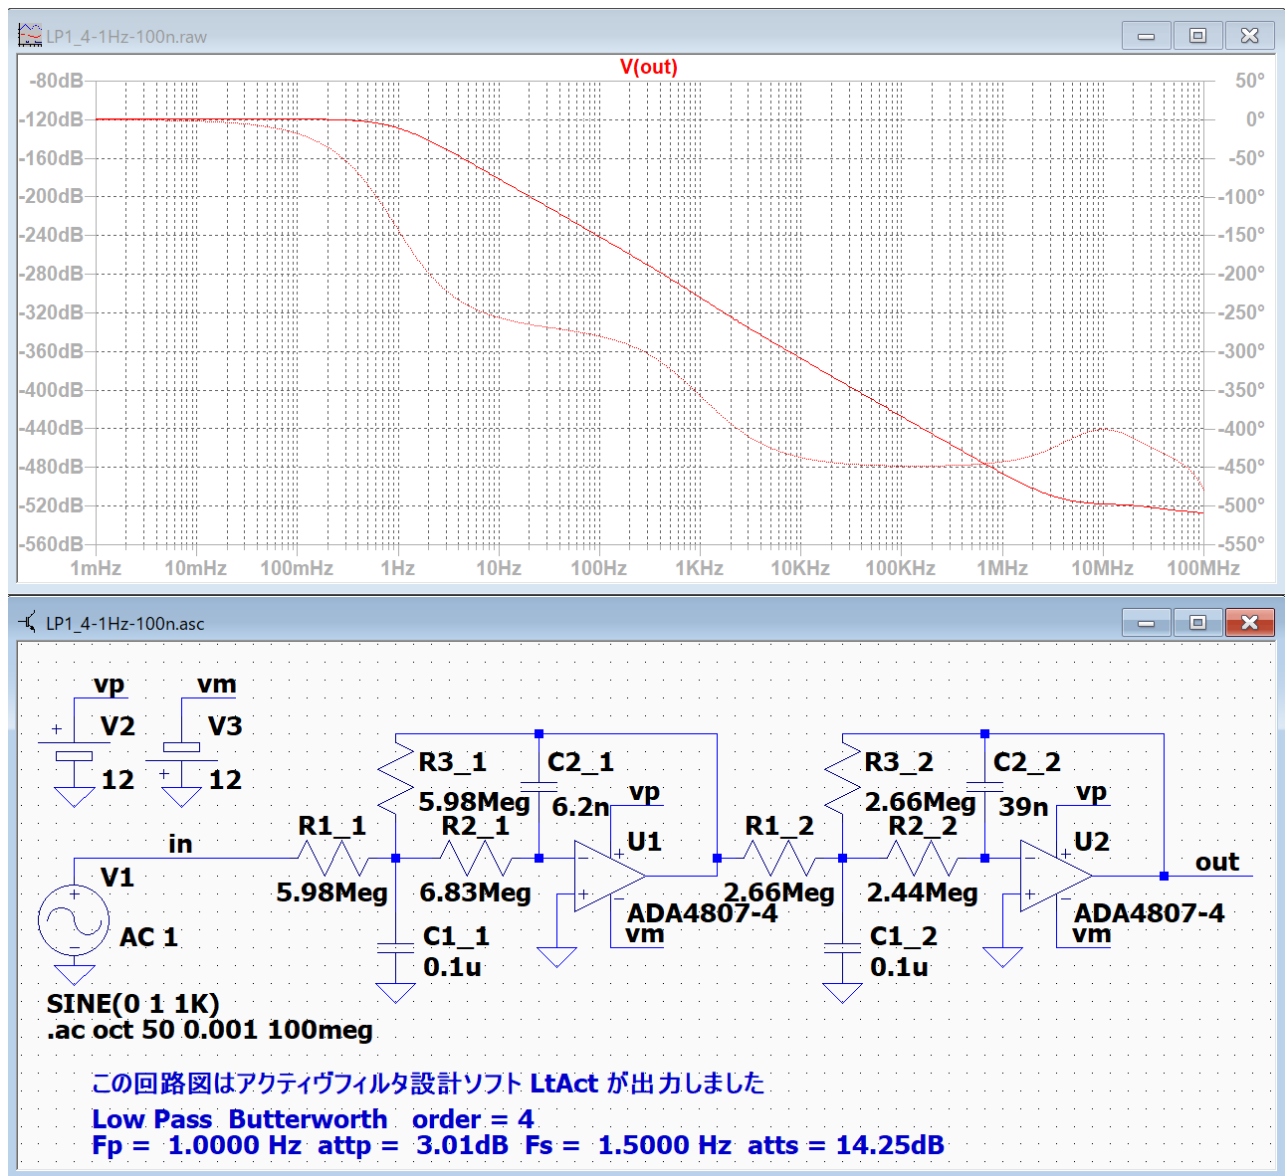 LP1_4-1Hz-100n.raw
V(out)
-80dB 50°
-120dB 0°
-160dB -50°
-200dB -100°
-240dB -150°
-280dB -200°
-320dB -250°
-360dB -300°
-400dB -350°
-440dB -400°
-480dB -450°
-520dB -500°
-560dB -550°
1mHz 10mHz 100mHz 1Hz 10Hz 100Hz 1KHz 10KHz 100KHz 1MHz 10MHz 100MHz
LP1_4-1Hz-100n.asc
vp vm
V2 V3
12 12
R3_1 C2_1 R3_2 C2_2
5.98Meg 6.2n vp 2.66Meg 39n vp
in R1_1 R2_1 U1 R1_2 R2_2 U2
out
V1 5.98Meg 6.83Meg 2.66Meg 2.44Meg
ADA4807-4 ADA4807-4
AC 1 C1_1 vm C1_2 vm
0.1u 0.1u
SINE(0 1 1K)
.ac oct 50 0.001 100meg
この回路図はアクティヴフィルタ設計ソフト LtAct が出力しました
Low Pass Butterworth order = 4
Fp = 1.0000 Hz attp = 3.01dB Fs = 1.5000 Hz atts = 14.25dB